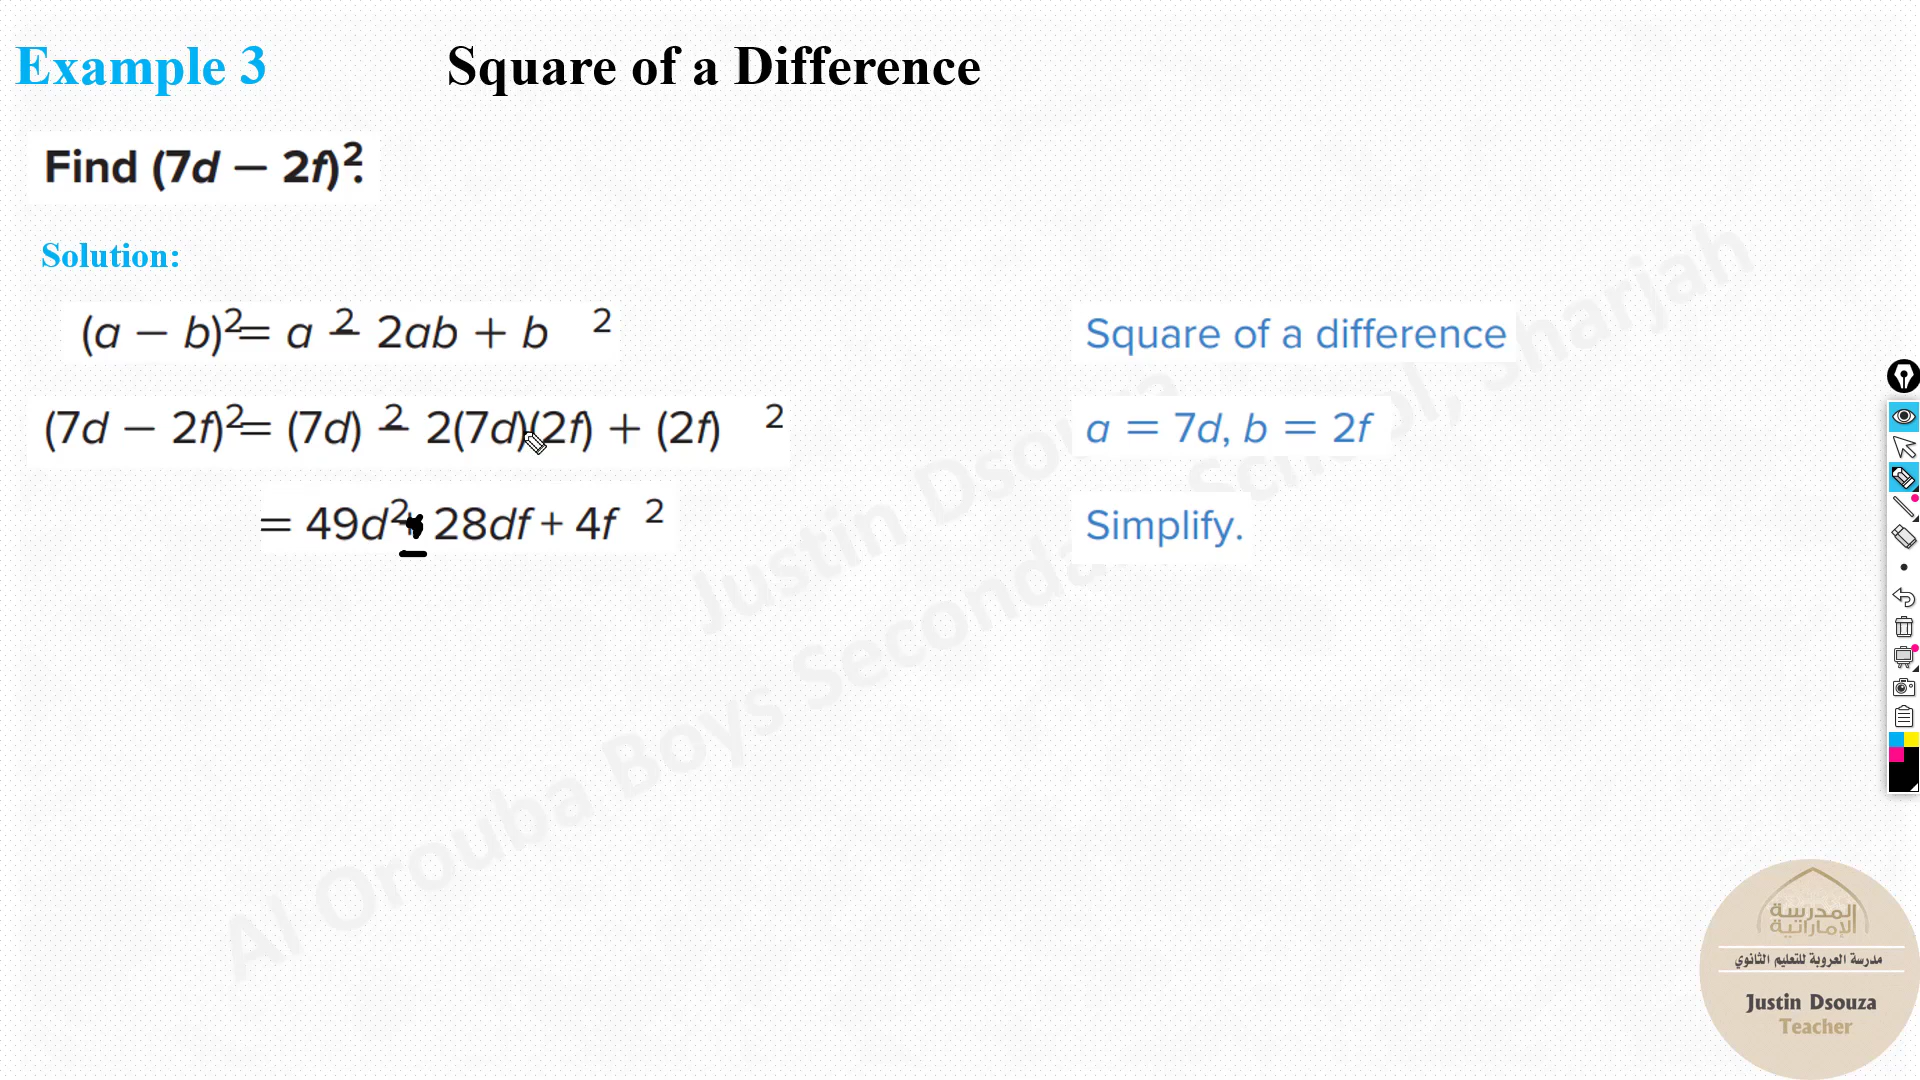 Example 3 Square of a Difference
Find (7d − 2f)².
Solution:
(a − b)² = a² − 2ab + b² Square of a difference
(7d − 2f)² = (7d)² − 2(7d)(2f) + (2f)² a = 7d, b = 2f
= 49d² − 28df + 4f² Simplify.
Justin Dsouza
Al Orouba Boys Secondary School, Sharjah
المدرسة
الإماراتية
مدرسة العروبة للتعليم الثانوي
Justin Dsouza
Teacher